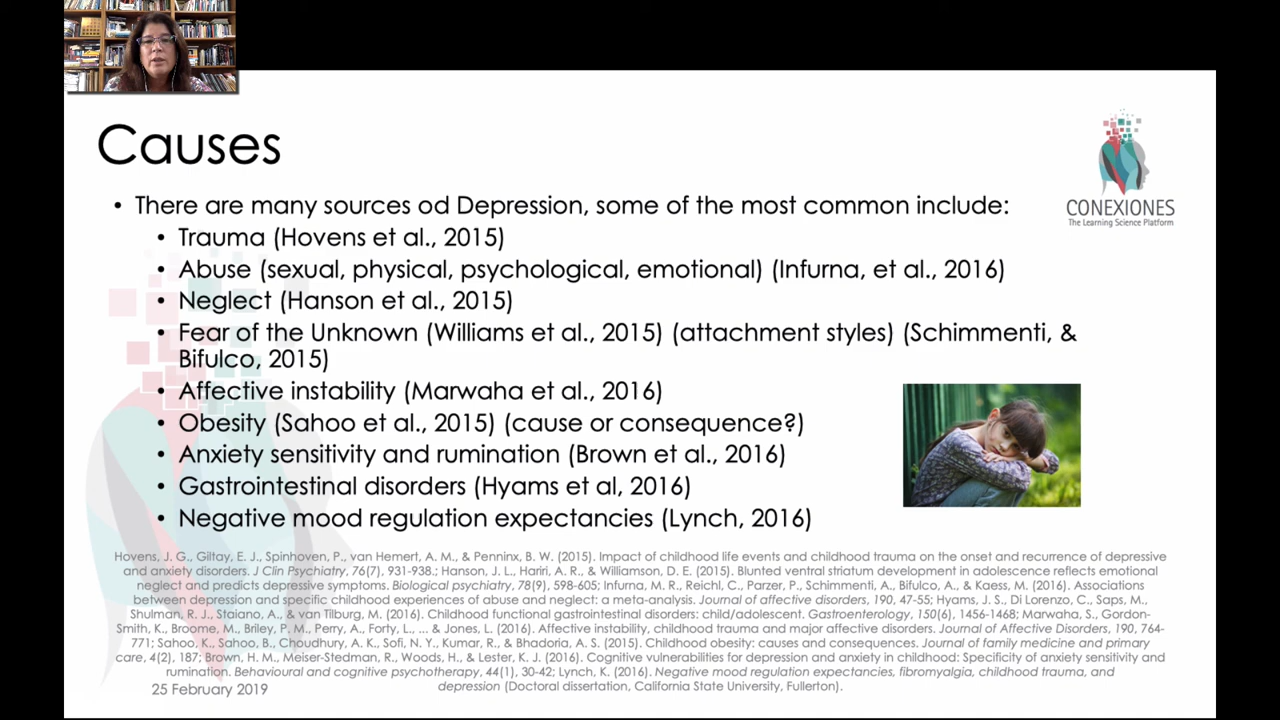 Causes
CONEXIONES
The Learning Science Platform
• There are many sources od Depression, some of the most common include:
• Trauma (Hovens et al., 2015)
• Abuse (sexual, physical, psychological, emotional) (Infurna, et al., 2016)
• Neglect (Hanson et al., 2015)
• Fear of the Unknown (Williams et al., 2015) (attachment styles) (Schimmenti, &
Bifulco, 2015)
• Affective instability (Marwaha et al., 2016)
• Obesity (Sahoo et al., 2015) (cause or consequence?)
• Anxiety sensitivity and rumination (Brown et al., 2016)
• Gastrointestinal disorders (Hyams et al, 2016)
• Negative mood regulation expectancies (Lynch, 2016)
Hovens, J. G., Giltay, E. J., Spinhoven, P., van Hemert, A. M., & Penninx, B. W. (2015). Impact of childhood life events and childhood trauma on the onset and recurrence of depressive
and anxiety disorders. J Clin Psychiatry, 76(7), 931-938.; Hanson, J. L., Hariri, A. R., & Williamson, D. E. (2015). Blunted ventral striatum development in adolescence reflects emotional
neglect and predicts depressive symptoms. Biological psychiatry, 78(9), 598-605; Infurna, M. R., Reichl, C., Parzer, P., Schimmenti, A., Bifulco, A., & Kaess, M. (2016). Associations
between depression and specific childhood experiences of abuse and neglect: a meta-analysis. Journal of affective disorders, 190, 47-55; Hyams, J. S., Di Lorenzo, C., Saps, M.,
Shulman, R. J., Staiano, A., & van Tilburg, M. (2016). Childhood functional gastrointestinal disorders: child/adolescent. Gastroenterology, 150(6), 1456-1468; Marwaha, S., Gordon-
Smith, K., Broome, M., Briley, P. M., Perry, A., Forty, L., ... & Jones, L. (2016). Affective instability, childhood trauma and major affective disorders. Journal of Affective Disorders, 190, 764-
771; Sahoo, K., Sahoo, B., Choudhury, A. K., Sofi, N. Y., Kumar, R., & Bhadoria, A. S. (2015). Childhood obesity: causes and consequences. Journal of family medicine and primary
care, 4(2), 187; Brown, H. M., Meiser-Stedman, R., Woods, H., & Lester, K. J. (2016). Cognitive vulnerabilities for depression and anxiety in childhood: Specificity of anxiety sensitivity and
rumination. Behavioural and cognitive psychotherapy, 44(1), 30-42; Lynch, K. (2016). Negative mood regulation expectancies, fibromyalgia, childhood trauma, and
depression (Doctoral dissertation, California State University, Fullerton).
25 February 2019